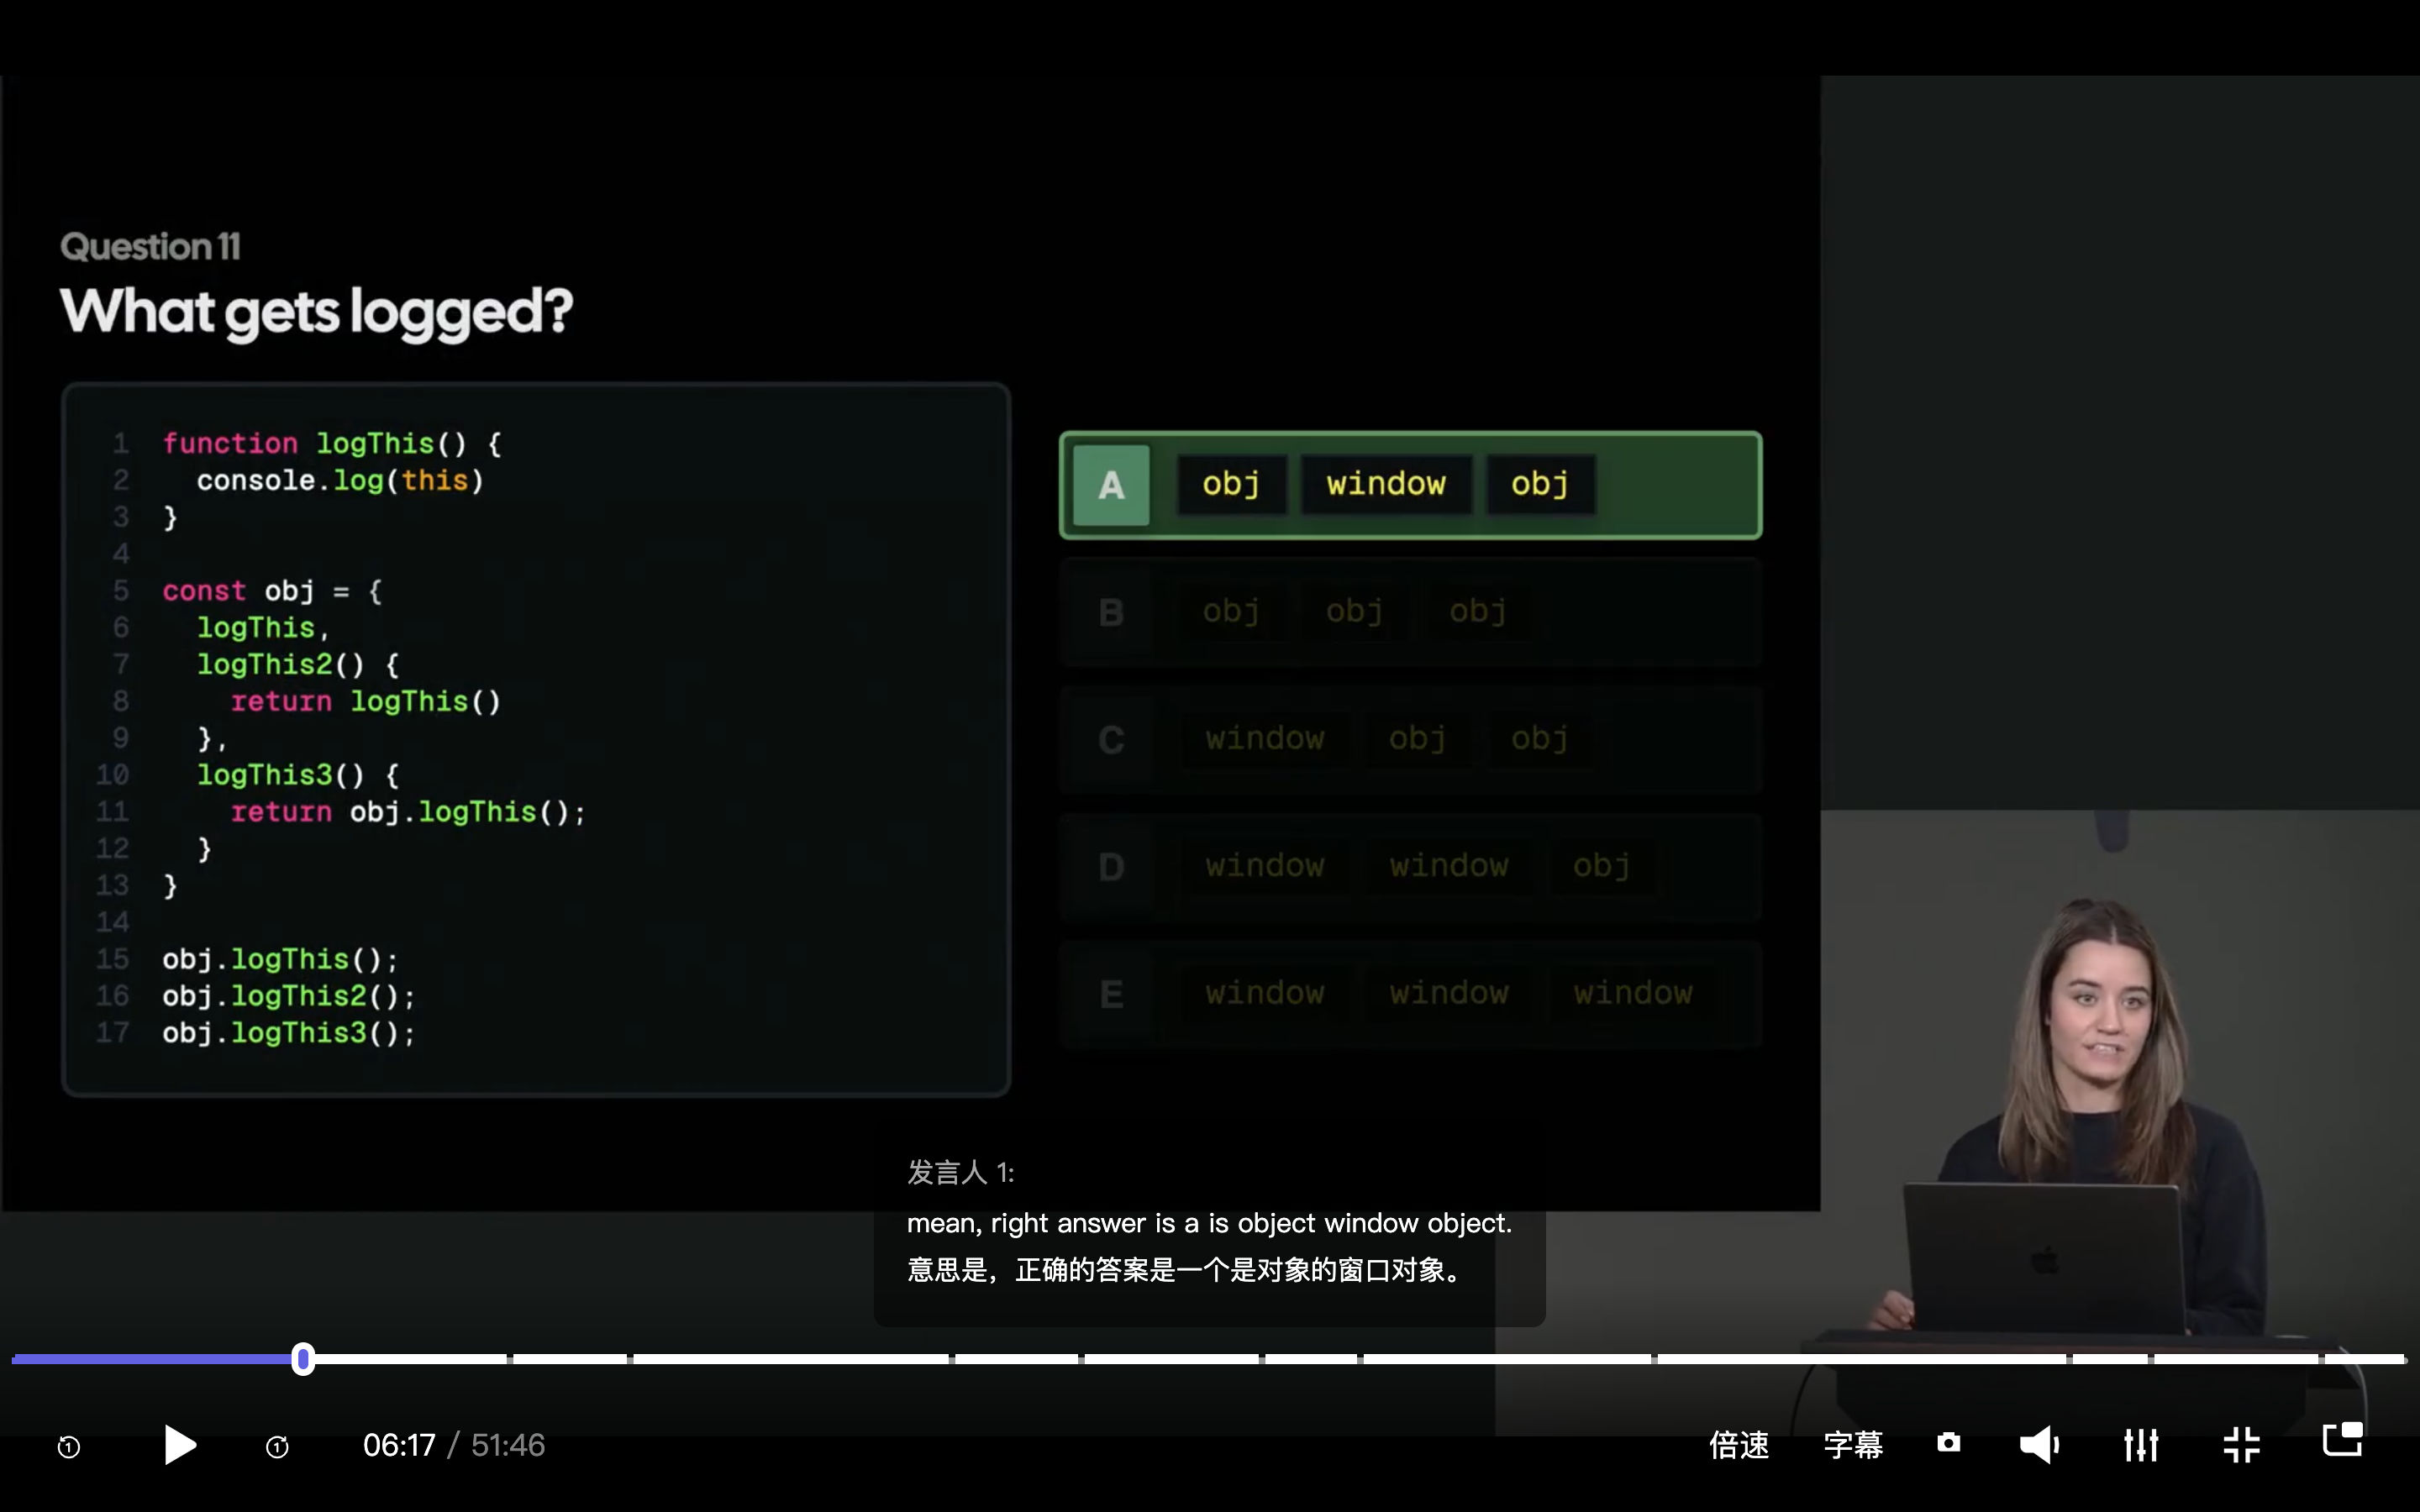 Question 11
What gets logged?
1 function logThis() {
2 console.log(this)
3 }
4
5 const obj = {
6 logThis,
7 logThis2() {
8 return logThis()
9 },
10 logThis3() {
11 return obj.logThis();
12 }
13 }
14
15 obj.logThis();
16 obj.logThis2();
17 obj.logThis3();
A obj window obj
B obj obj obj
C window obj obj
D window window obj
E window window window
发言人 1:
mean, right answer is a is object window object.
意思是，正确的答案是一个是对象的窗口对象。
1 1 06:17 / 51:46 倍速 字幕